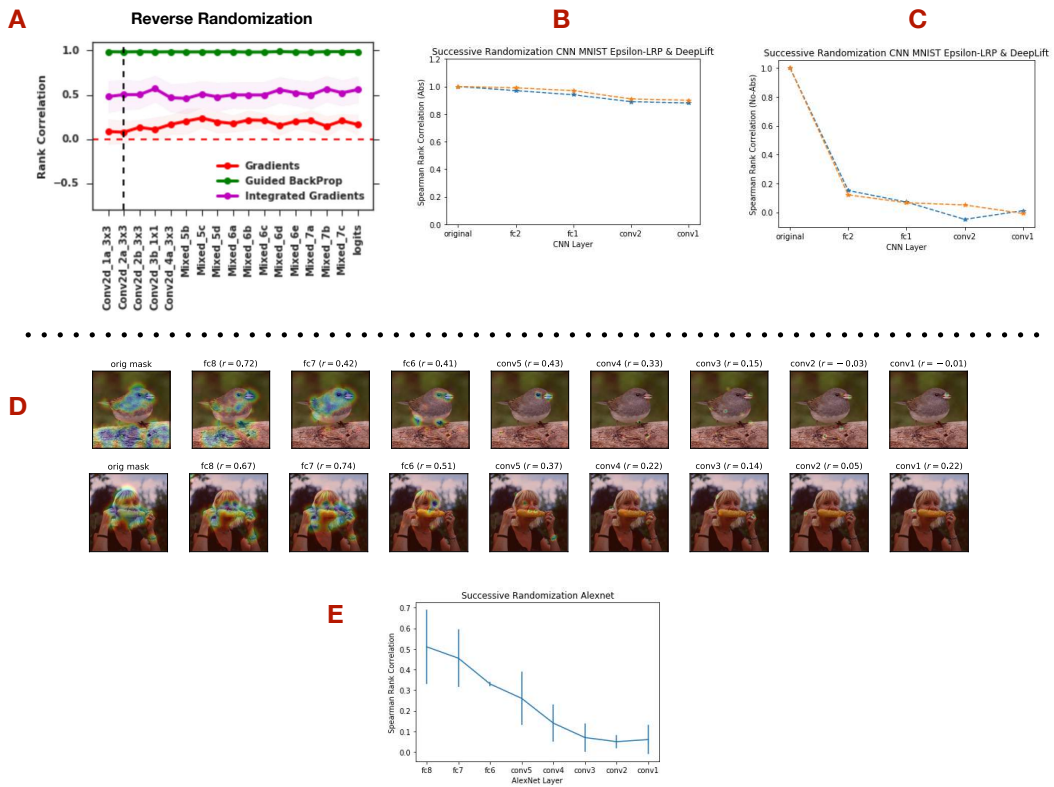 A
Reverse Randomization
Rank Correlation
1.0
0.5
0.0
−0.5
Gradients
Guided BackProp
Integrated Gradients
Conv2d_1a_3x3
Conv2d_2a_3x3
Conv2d_2b_3x3
Conv2d_3b_1x1
Conv2d_4a_3x3
Mixed_5b
Mixed_5c
Mixed_5d
Mixed_6a
Mixed_6b
Mixed_6c
Mixed_6d
Mixed_6e
Mixed_7a
Mixed_7b
Mixed_7c
logits
B
Successive Randomization CNN MNIST Epsilon-LRP & DeepLift
Spearman Rank Correlation (Abs)
1.2
1.0
0.8
0.6
0.4
0.2
0.0
original fc2 fc1 conv2 conv1
CNN Layer
C
Successive Randomization CNN MNIST Epsilon-LRP & DeepLift
Spearman Rank Correlation (No-Abs)
1.0
0.8
0.6
0.4
0.2
0.0
original fc2 fc1 conv2 conv1
CNN Layer
D
orig mask fc8 (r = 0.72) fc7 (r = 0.42) fc6 (r = 0.41) conv5 (r = 0.43) conv4 (r = 0.33) conv3 (r = 0.15) conv2 (r = −0.03) conv1 (r = −0.01)
orig mask fc8 (r = 0.67) fc7 (r = 0.74) fc6 (r = 0.51) conv5 (r = 0.37) conv4 (r = 0.22) conv3 (r = 0.14) conv2 (r = 0.05) conv1 (r = 0.22)
E
Successive Randomization Alexnet
Spearman Rank Correlation
0.7
0.6
0.5
0.4
0.3
0.2
0.1
0.0
fc8 fc7 fc6 conv5 conv4 conv3 conv2 conv1
AlexNet Layer